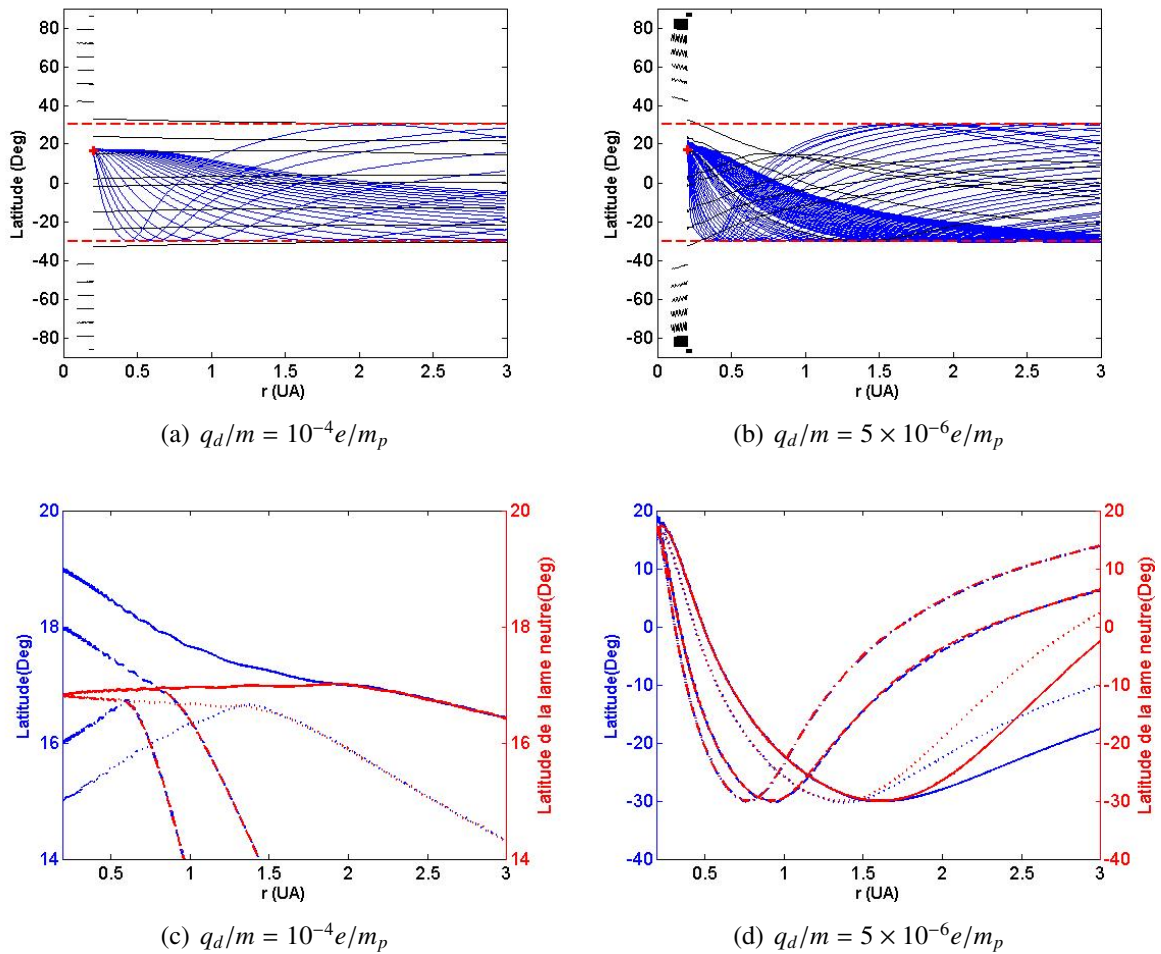 80
60
40
20
0
-20
-40
-60
-80
Latitude (Deg)
0 0.5 1 1.5 2 2.5 3
r (UA)
(a) $q_d/m = 10^{-4}e/m_p$
80
60
40
20
0
-20
-40
-60
-80
Latitude (Deg)
0 0.5 1 1.5 2 2.5 3
r (UA)
(b) $q_d/m = 5 \times 10^{-6}e/m_p$
20
18
16
14
Latitude(Deg)
20
18
16
14
Latitude de la lame neutre(Deg)
0.5 1 1.5 2 2.5 3
r (UA)
(c) $q_d/m = 10^{-4}e/m_p$
20
10
0
-10
-20
-30
-40
Latitude(Deg)
20
10
0
-10
-20
-30
-40
Latitude de la lame neutre(Deg)
0.5 1 1.5 2 2.5 3
r (UA)
(d) $q_d/m = 5 \times 10^{-6}e/m_p$